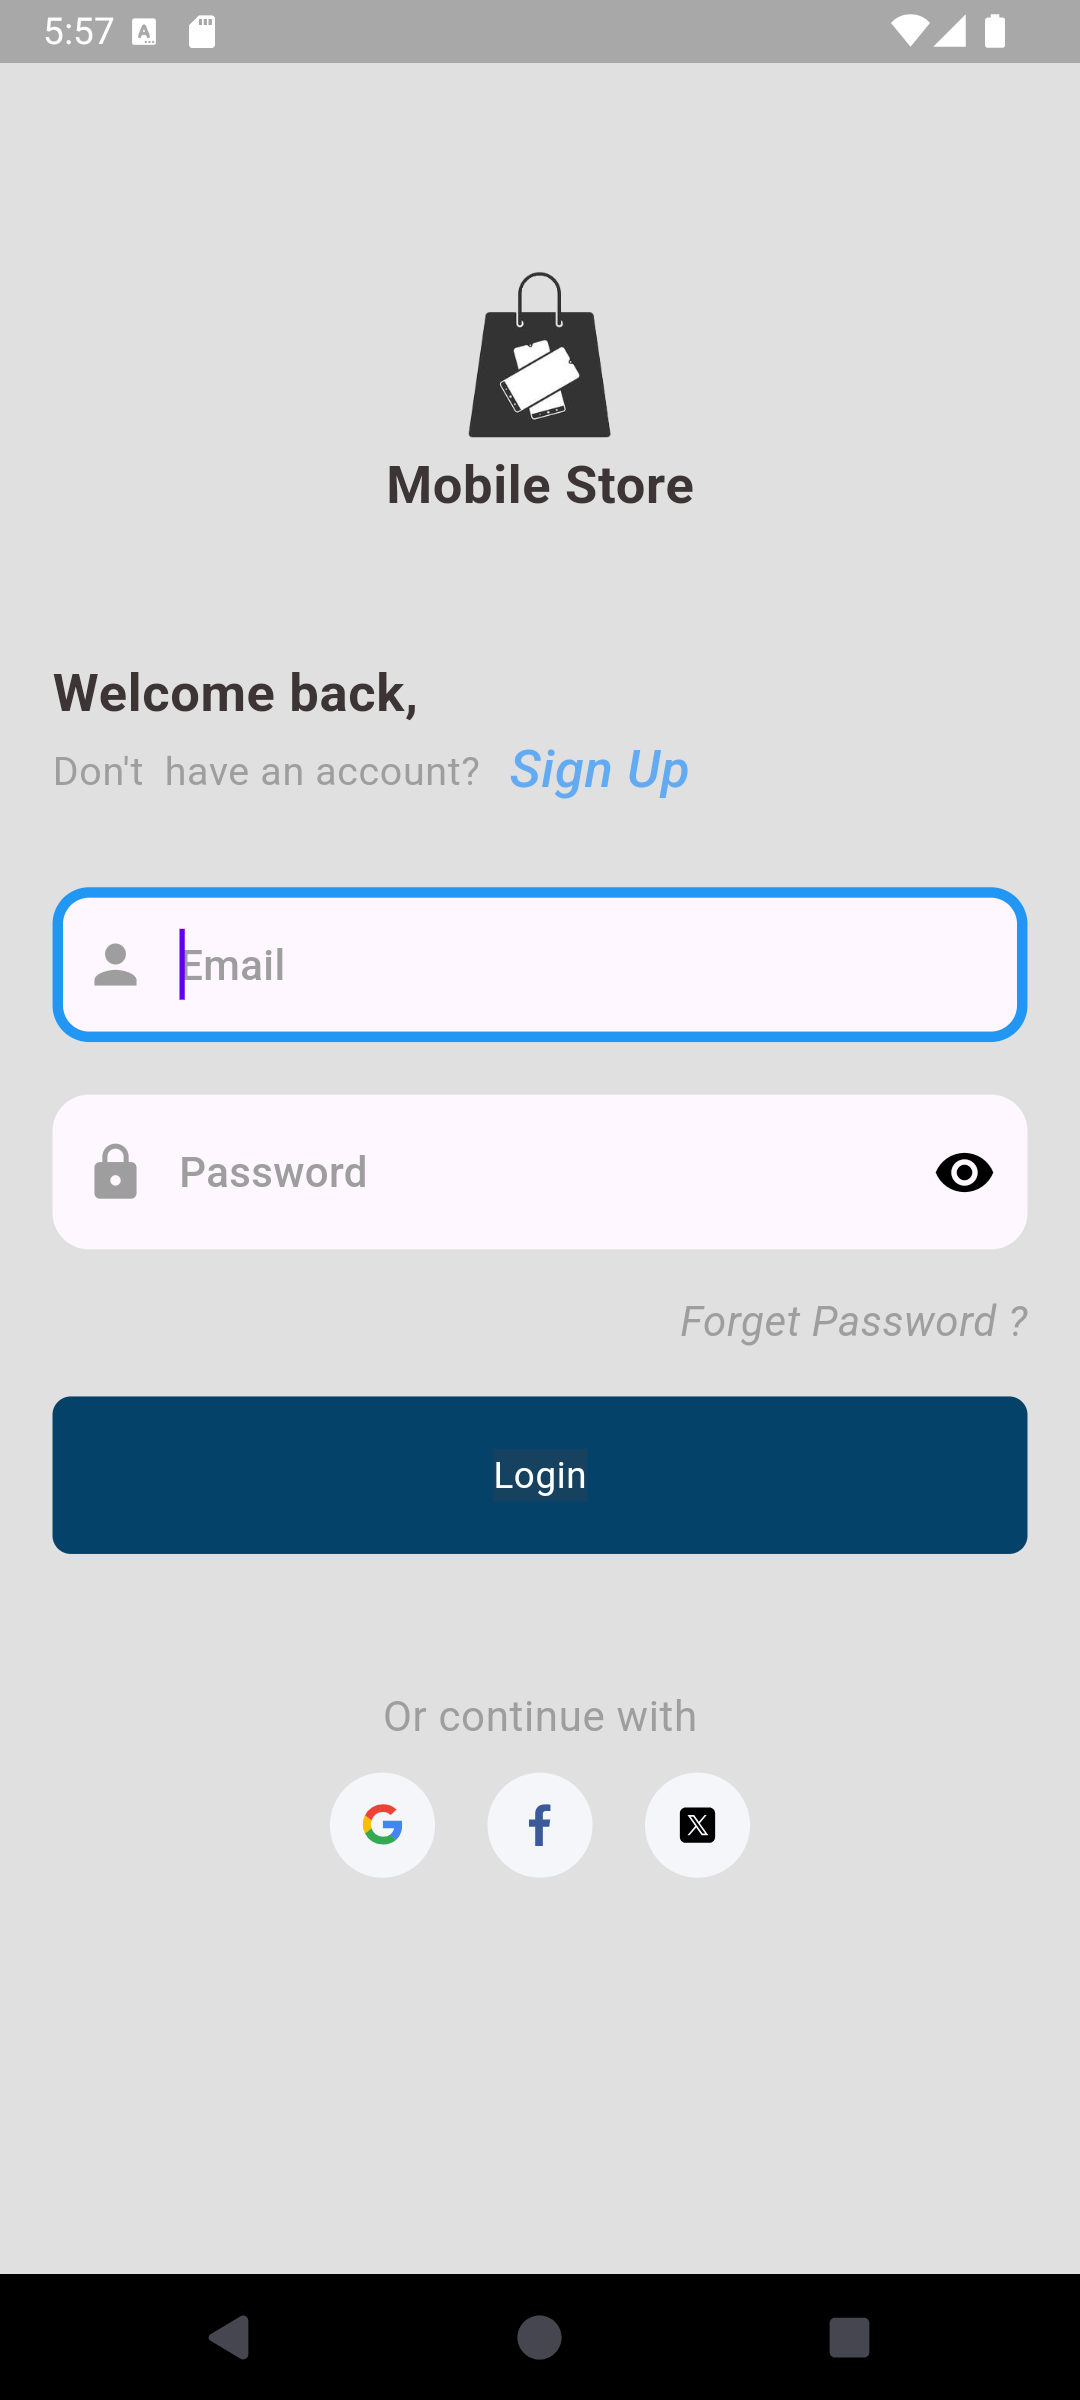 5:57
Mobile Store
Welcome back,
Don't  have an account?   Sign Up
Email
Password
Forget Password ?
Login
Or continue with